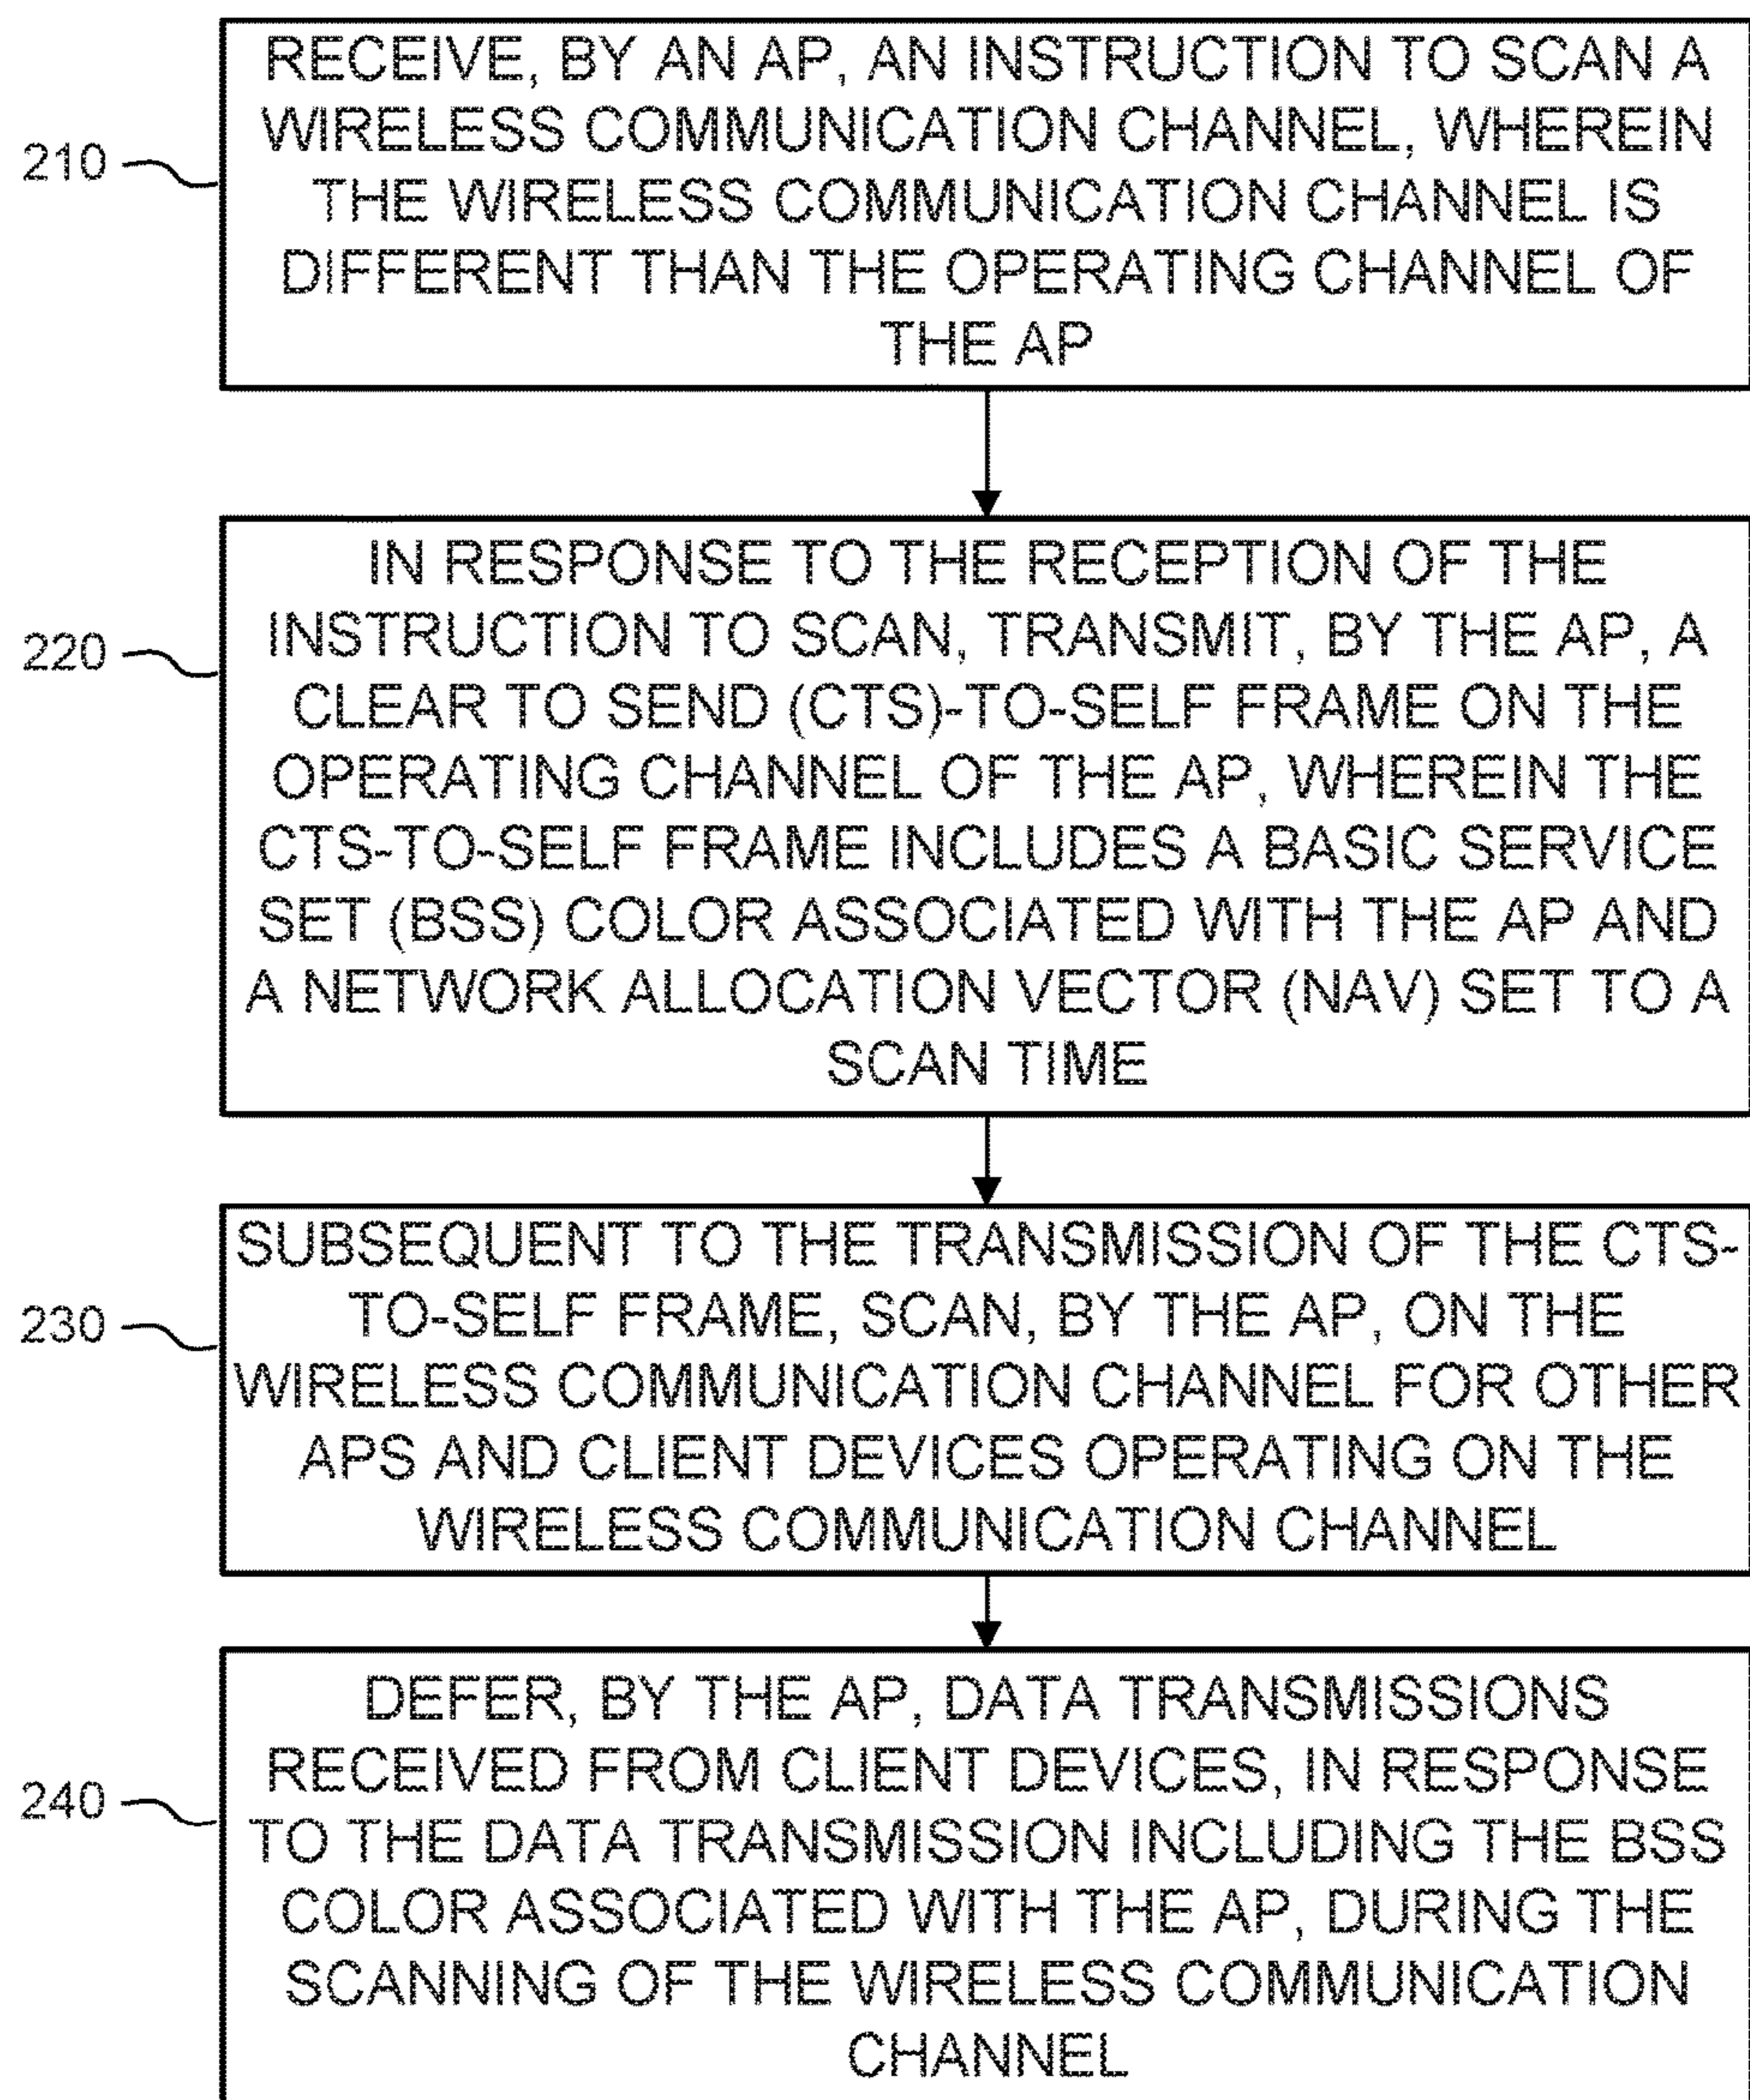 RECEIVE, BY AN AP, AN INSTRUCTION TO SCAN A
WIRELESS COMMUNICATION CHANNEL, WHEREIN
THE WIRELESS COMMUNICATION CHANNEL IS
DIFFERENT THAN THE OPERATING CHANNEL OF
THE AP
210
IN RESPONSE TO THE RECEPTION OF THE
INSTRUCTION TO SCAN, TRANSMIT, BY THE AP, A
CLEAR TO SEND (CTS)-TO-SELF FRAME ON THE
OPERATING CHANNEL OF THE AP, WHEREIN THE
CTS-TO-SELF FRAME INCLUDES A BASIC SERVICE
SET (BSS) COLOR ASSOCIATED WITH THE AP AND
A NETWORK ALLOCATION VECTOR (NAV) SET TO A
SCAN TIME
220
SUBSEQUENT TO THE TRANSMISSION OF THE CTS-
TO-SELF FRAME, SCAN, BY THE AP, ON THE
WIRELESS COMMUNICATION CHANNEL FOR OTHER
APS AND CLIENT DEVICES OPERATING ON THE
WIRELESS COMMUNICATION CHANNEL
230
DEFER, BY THE AP, DATA TRANSMISSIONS
RECEIVED FROM CLIENT DEVICES, IN RESPONSE
TO THE DATA TRANSMISSION INCLUDING THE BSS
COLOR ASSOCIATED WITH THE AP, DURING THE
SCANNING OF THE WIRELESS COMMUNICATION
CHANNEL
240